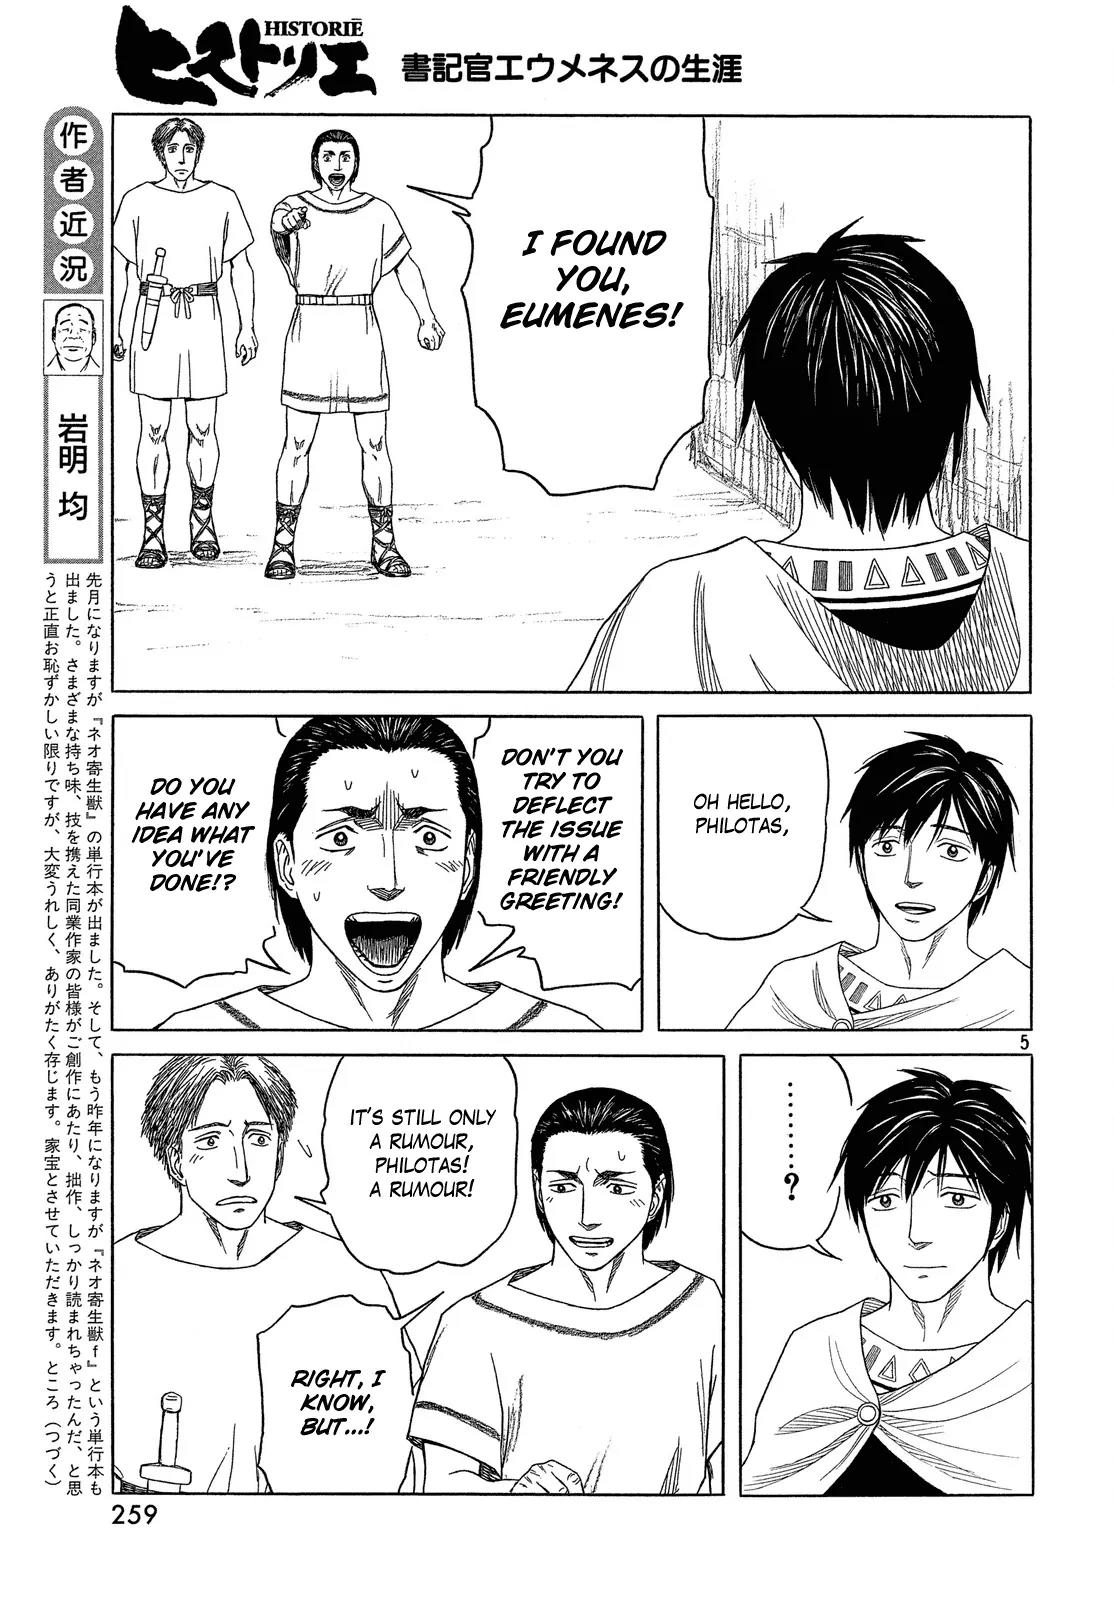 HISTORIĒ
ヒストリエ
書記官エウメネスの生涯
作者近況
岩明 均
先月になりますが『ネオ寄生獣』の単行本が出ました。そして、もう昨年になりますが『ネオ寄生獣f』という単行本も
出ました。さまざまな持ち味、技を携えた同業作家の皆様がご創作にあたり、拙作、しっかり読まれちゃったんだ、と思
うと正直お恥ずかしい限りですが、大変うれしく、ありがたく存じます。家宝とさせていただきます。ところ（つづく）
I FOUND
YOU,
EUMENES!
OH HELLO,
PHILOTAS,
DON'T YOU
TRY TO
DEFLECT
THE ISSUE
WITH A
FRIENDLY
GREETING!
DO YOU
HAVE ANY
IDEA WHAT
YOU'VE
DONE!?
5
……
?
IT'S STILL ONLY
A RUMOUR,
PHILOTAS!
A RUMOUR!
RIGHT, I
KNOW,
BUT...!
259